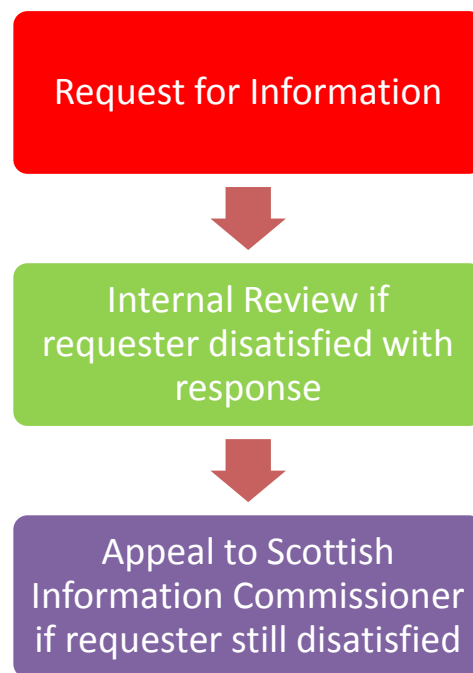 Request for Information
Internal Review if
requester disatisfied with
response
Appeal to Scottish
Information Commissioner
if requester still disatisfied